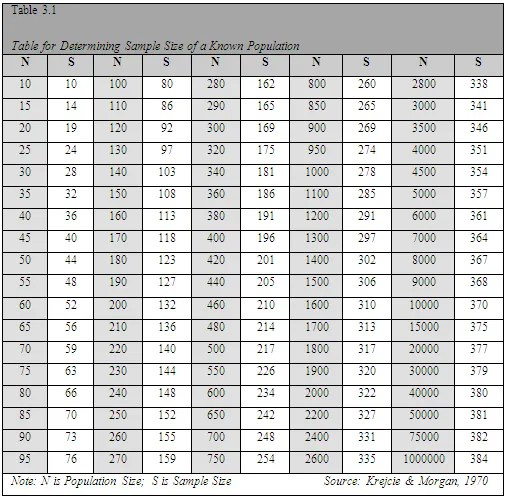 Table 3.1
Table for Determining Sample Size of a Known Population
N S N S N S N S N S
10 10 100 80 280 162 800 260 2800 338
15 14 110 86 290 165 850 265 3000 341
20 19 120 92 300 169 900 269 3500 346
25 24 130 97 320 175 950 274 4000 351
30 28 140 103 340 181 1000 278 4500 354
35 32 150 108 360 186 1100 285 5000 357
40 36 160 113 380 191 1200 291 6000 361
45 40 170 118 400 196 1300 297 7000 364
50 44 180 123 420 201 1400 302 8000 367
55 48 190 127 440 205 1500 306 9000 368
60 52 200 132 460 210 1600 310 10000 370
65 56 210 136 480 214 1700 313 15000 375
70 59 220 140 500 217 1800 317 20000 377
75 63 230 144 550 226 1900 320 30000 379
80 66 240 148 600 234 2000 322 40000 380
85 70 250 152 650 242 2200 327 50000 381
90 73 260 155 700 248 2400 331 75000 382
95 76 270 159 750 254 2600 335 1000000 384
Note: N is Population Size; S is Sample Size Source: Krejcie & Morgan, 1970